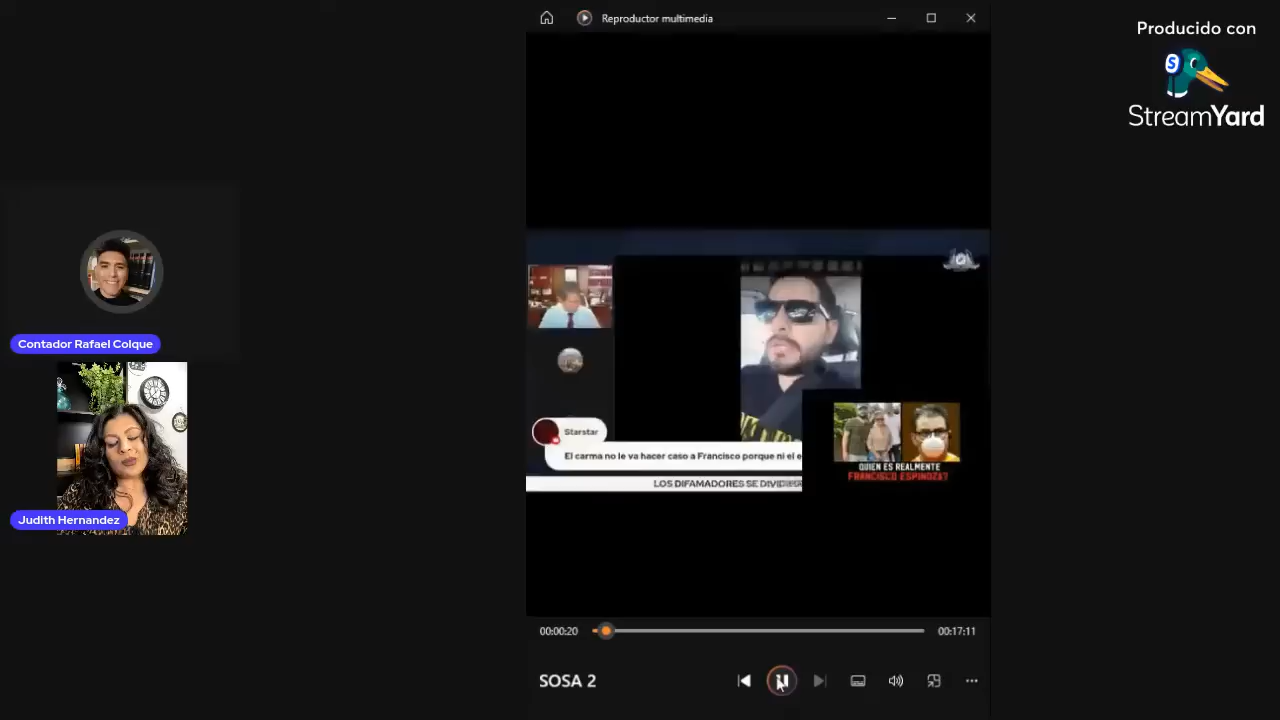 Reproductor multimedia
Producido con
StreamYard
Contador Rafael Colque
Judith Hernandez
Starstar
El carma no le va hacer caso a Francisco porque ni el e
LOS DIFAMADORES SE DIVID
QUIEN ES REALMENTE
FRANCISCO ESPINOZA?
00:00:20
00:17:11
SOSA 2